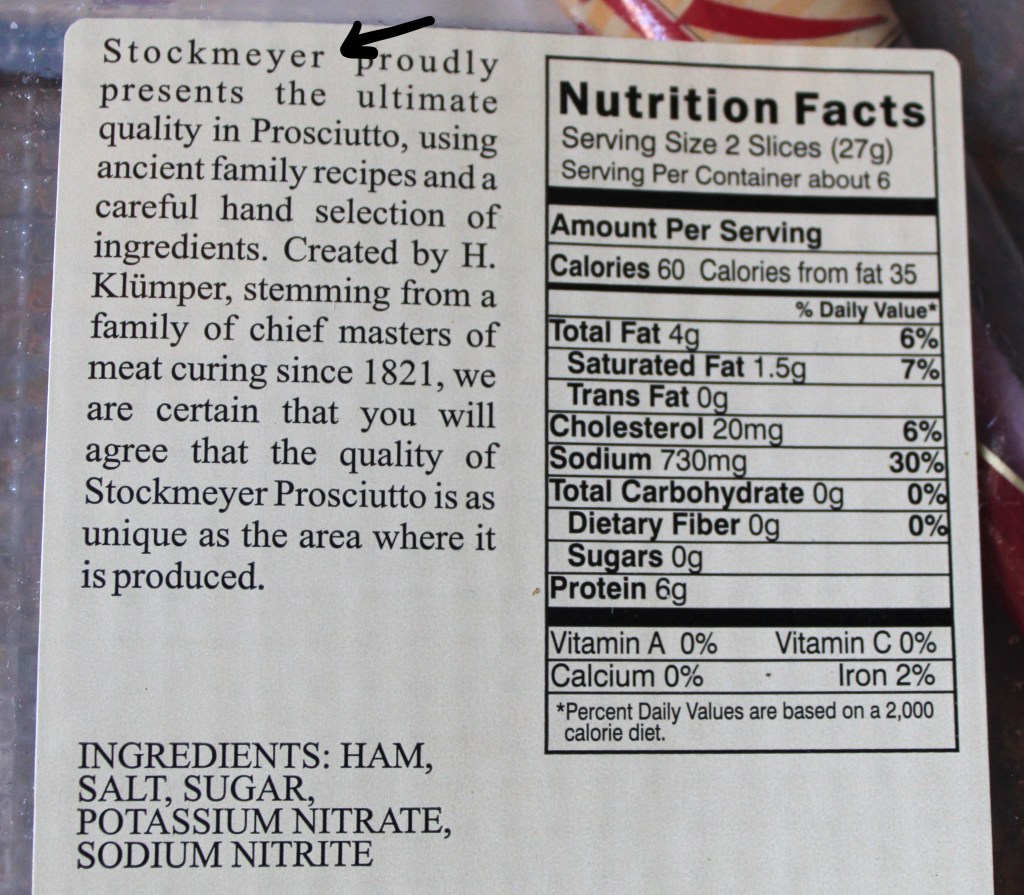 Stockmeyer proudly
presents the ultimate
quality in Prosciutto, using
ancient family recipes and a
careful hand selection of
ingredients. Created by H.
Klümper, stemming from a
family of chief masters of
meat curing since 1821, we
are certain that you will
agree that the quality of
Stockmeyer Prosciutto is as
unique as the area where it
is produced.
INGREDIENTS: HAM,
SALT, SUGAR,
POTASSIUM NITRATE,
SODIUM NITRITE
Nutrition Facts
Serving Size 2 Slices (27g)
Serving Per Container about 6
Amount Per Serving
Calories 60 Calories from fat 35
% Daily Value*
Total Fat 4g 6%
Saturated Fat 1.5g 7%
Trans Fat 0g
Cholesterol 20mg 6%
Sodium 730mg 30%
Total Carbohydrate 0g 0%
Dietary Fiber 0g 0%
Sugars 0g
Protein 6g
Vitamin A 0% Vitamin C 0%
Calcium 0% Iron 2%
*Percent Daily Values are based on a 2,000
calorie diet.